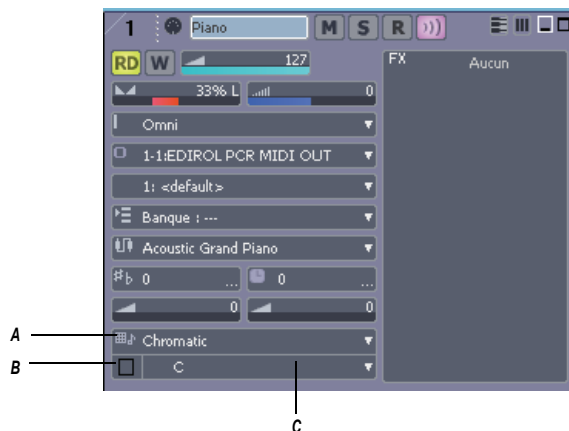 1 Piano M S R
RD W 127 FX Aucun
33% L 0
Omni
1-1:EDIROL PCR MIDI OUT
1: <default>
Banque : ---
Acoustic Grand Piano
♯♭ 0 ... 0 ...
0 0
A Chromatic
B C
C